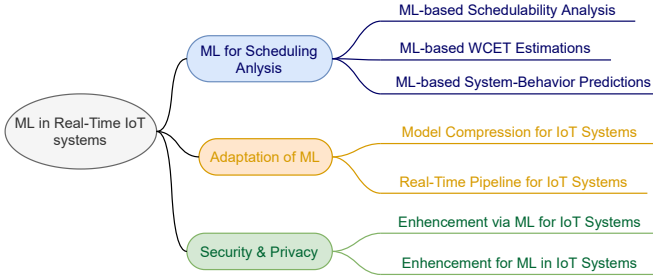 ML in Real-Time IoT
systems
ML for Scheduling
Anlysis
ML-based Schedulability Analysis
ML-based WCET Estimations
ML-based System-Behavior Predictions
Adaptation of ML
Model Compression for IoT Systems
Real-Time Pipeline for IoT Systems
Security & Privacy
Enhencement via ML for IoT Systems
Enhancement for ML in IoT Systems